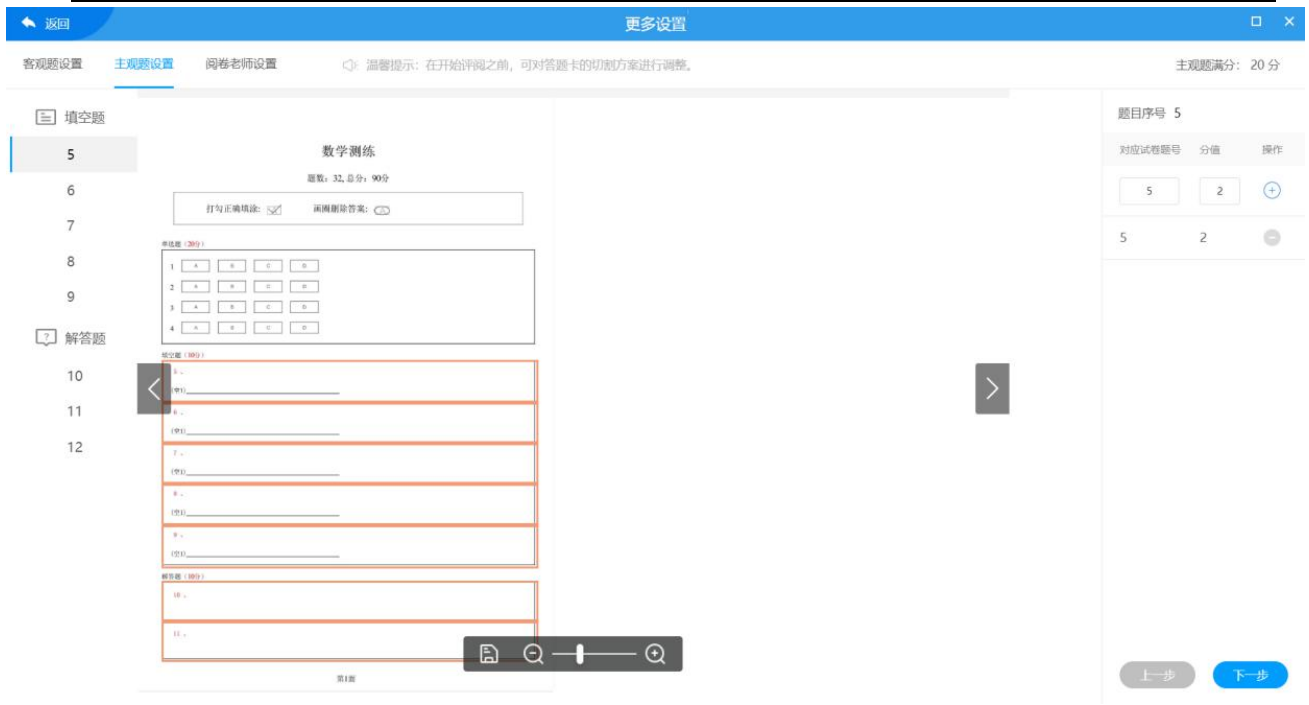 返回
更多设置
客观题设置 主观题设置 阅卷老师设置 温馨提示：在开始评阅之前，可对答题卡的切割方案进行调整。 主观题满分：20 分
填空题
5
6
7
8
9
解答题
10
11
12
数学测练
题数：32, 总分：90分
打勾正确填涂： 画圈删除答案：
单选题（20分）
1 A B C D
2 A B C D
3 A B C D
4 A B C D
填空题（10分）
5 、
(空1)
6 、
(空1)
7 、
(空1)
8 、
(空1)
9 、
(空1)
解答题（10分）
10 、
11 、
第1面
题目序号 5
对应试卷题号 分值 操作
5 2
5 2
上一步 下一步